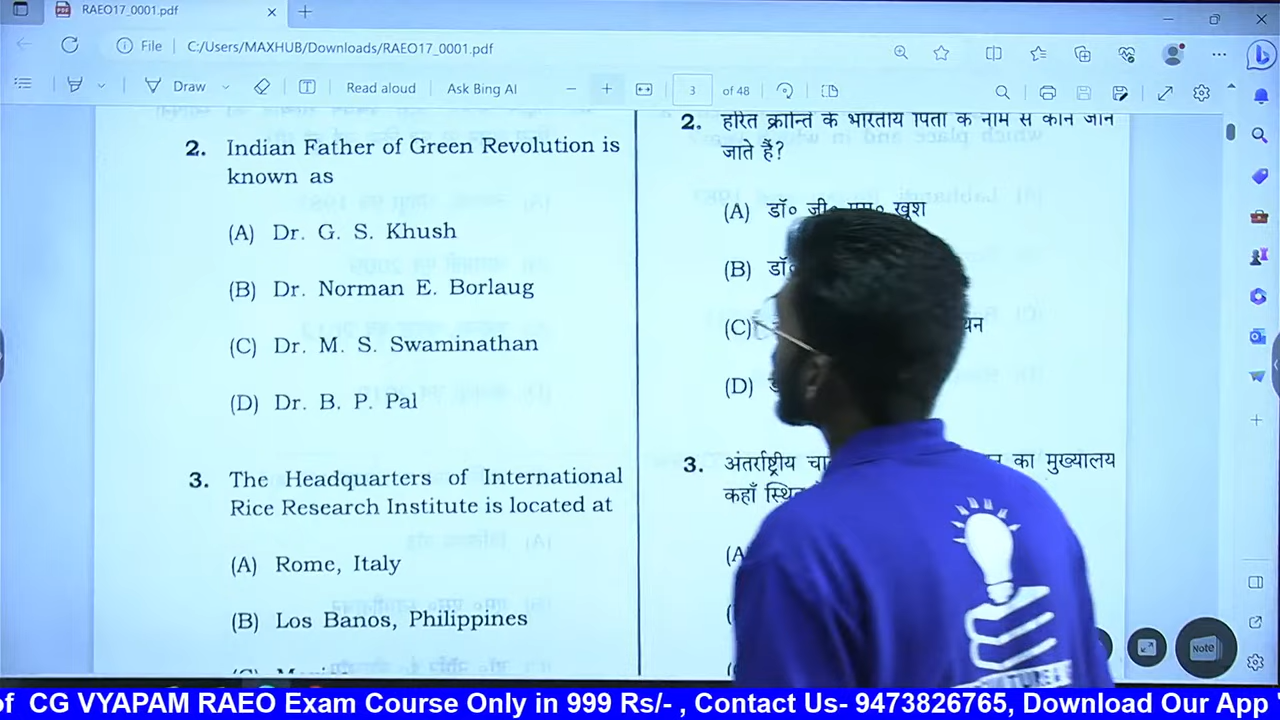 RAEO17_0001.pdf
File
C:/Users/MAXHUB/Downloads/RAEO17_0001.pdf
Draw
Read aloud
Ask Bing AI
3 of 48
2. Indian Father of Green Revolution is
known as
(A) Dr. G. S. Khush
(B) Dr. Norman E. Borlaug
(C) Dr. M. S. Swaminathan
(D) Dr. B. P. Pal
3. The Headquarters of International
Rice Research Institute is located at
(A) Rome, Italy
(B) Los Banos, Philippines
2. हरित क्रान्ति के भारतीय पिता के नाम से कौन जाने
जाते हैं?
(A) डॉ० जी० एस० खुश
(B)
(C)
(D)
3. अंतर्राष्ट्रीय का मुख्यालय
कहाँ
Note
of CG VYAPAM RAEO Exam Course Only in 999 Rs/- , Contact Us- 9473826765, Download Our App